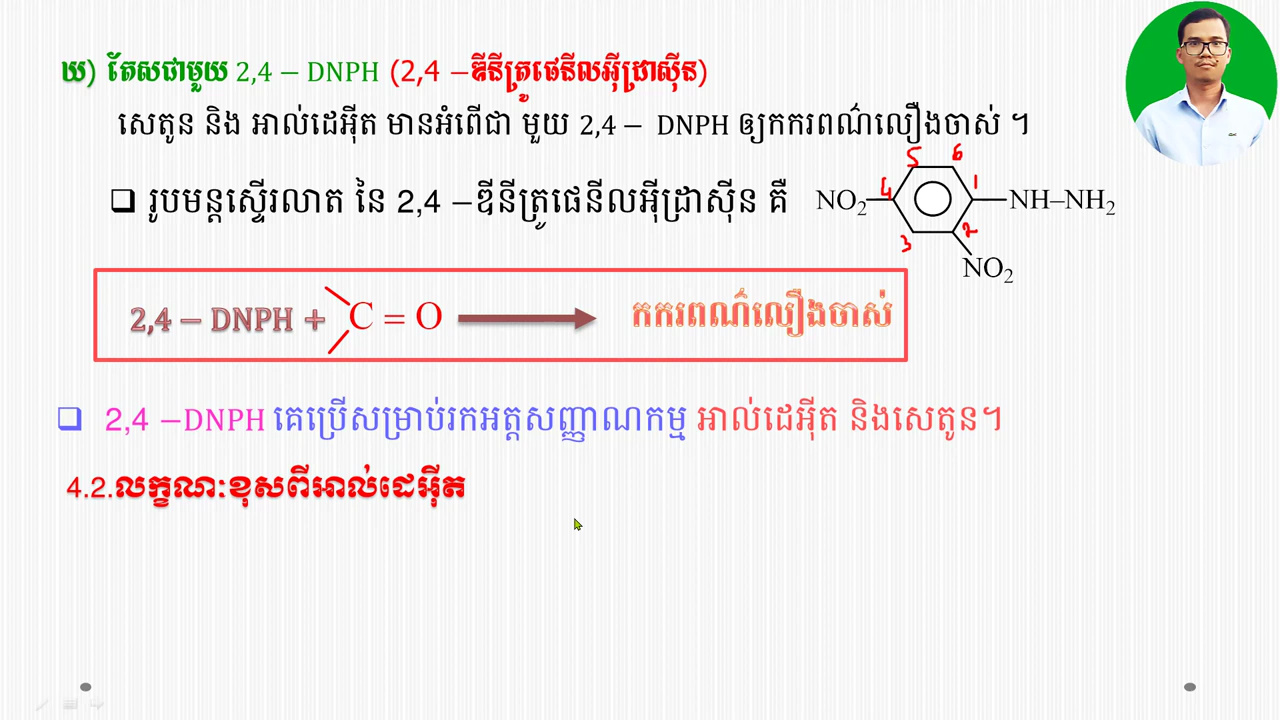 ឃ) តែសជាមួយ 2,4 − DNPH (2,4 −ឌីនីត្រូផេនីលអ៊ីដ្រាស៊ីន)
សេតូន និង អាល់ដេអ៊ីត មានអំពើជា មួយ 2,4 − DNPH ឲ្យកករពណ៌លឿងចាស់ ។
5 6
4 1
❑ រូបមន្តស្ទើរលាត នៃ 2,4 −ឌីនីត្រូផេនីលអ៊ីដ្រាស៊ីន គឺ NO₂ NH–NH₂
3 2
NO₂
2,4 − DNPH + C = O ⟶ កករពណ៌លឿងចាស់
❑ 2,4 −DNPH គេប្រើសម្រាប់រកអត្តសញ្ញាណកម្ម អាល់ដេអ៊ីត និងសេតូន។
4.2.លក្ខណៈខុសពីអាល់ដេអ៊ីត